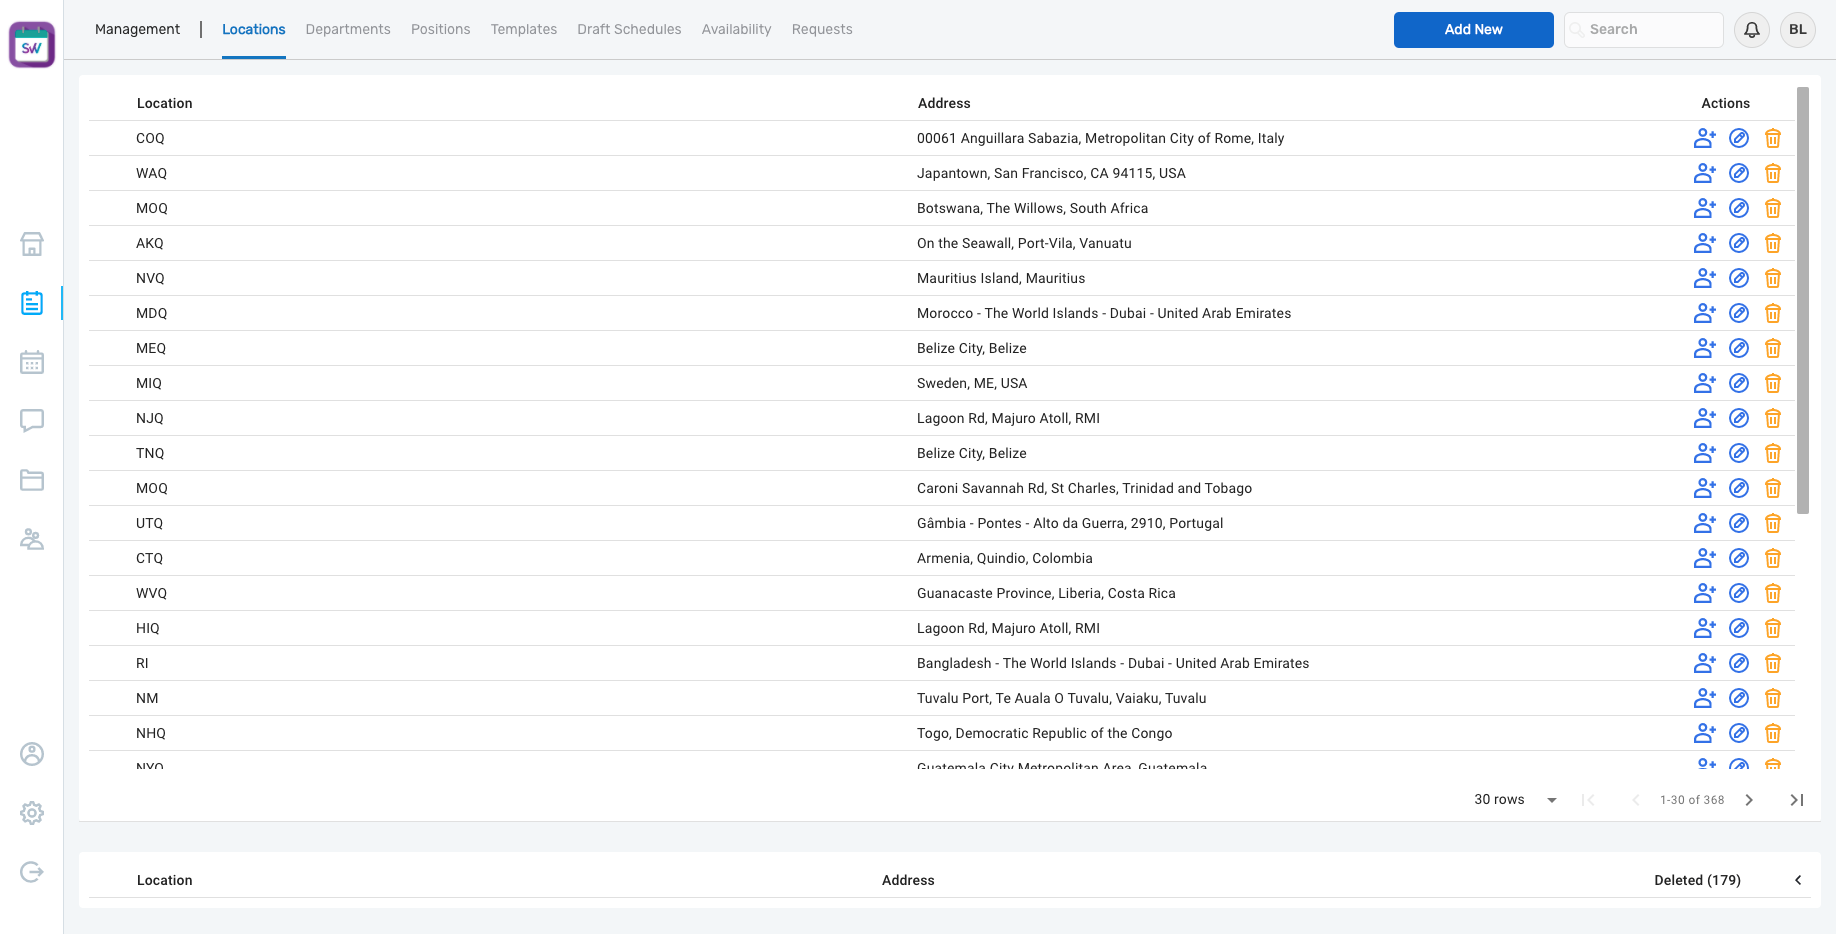 SW
Management | Locations Departments Positions Templates Draft Schedules Availability Requests Add New Search BL
Location Address Actions
COQ 00061 Anguillara Sabazia, Metropolitan City of Rome, Italy
WAQ Japantown, San Francisco, CA 94115, USA
MOQ Botswana, The Willows, South Africa
AKQ On the Seawall, Port-Vila, Vanuatu
NVQ Mauritius Island, Mauritius
MDQ Morocco - The World Islands - Dubai - United Arab Emirates
MEQ Belize City, Belize
MIQ Sweden, ME, USA
NJQ Lagoon Rd, Majuro Atoll, RMI
TNQ Belize City, Belize
MOQ Caroni Savannah Rd, St Charles, Trinidad and Tobago
UTQ Gâmbia - Pontes - Alto da Guerra, 2910, Portugal
CTQ Armenia, Quindio, Colombia
WVQ Guanacaste Province, Liberia, Costa Rica
HIQ Lagoon Rd, Majuro Atoll, RMI
RI Bangladesh - The World Islands - Dubai - United Arab Emirates
NM Tuvalu Port, Te Auala O Tuvalu, Vaiaku, Tuvalu
NHQ Togo, Democratic Republic of the Congo
NYQ Guatemala City Metropolitan Area, Guatemala
30 rows 1-30 of 368
Location Address Deleted (179)